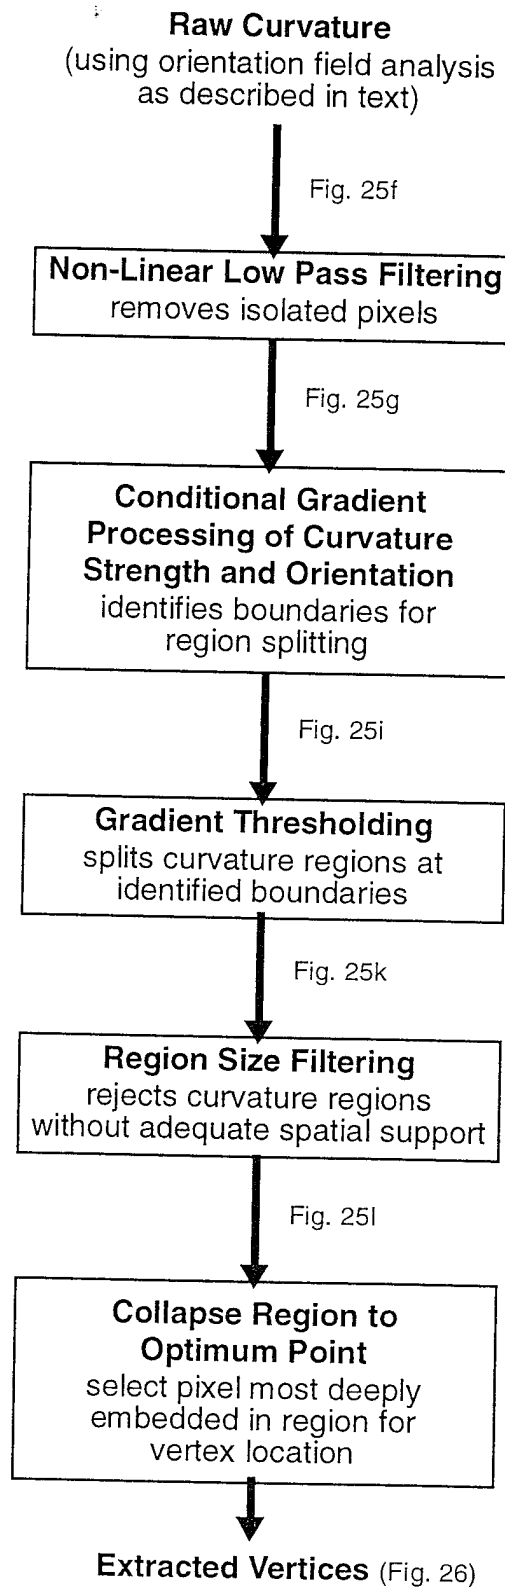 Raw Curvature
(using orientation field analysis
as described in text)
Fig. 25f
Non-Linear Low Pass Filtering
removes isolated pixels
Fig. 25g
Conditional Gradient
Processing of Curvature
Strength and Orientation
identifies boundaries for
region splitting
Fig. 25i
Gradient Thresholding
splits curvature regions at
identified boundaries
Fig. 25k
Region Size Filtering
rejects curvature regions
without adequate spatial support
Fig. 25l
Collapse Region to
Optimum Point
select pixel most deeply
embedded in region for
vertex location
Extracted Vertices (Fig. 26)